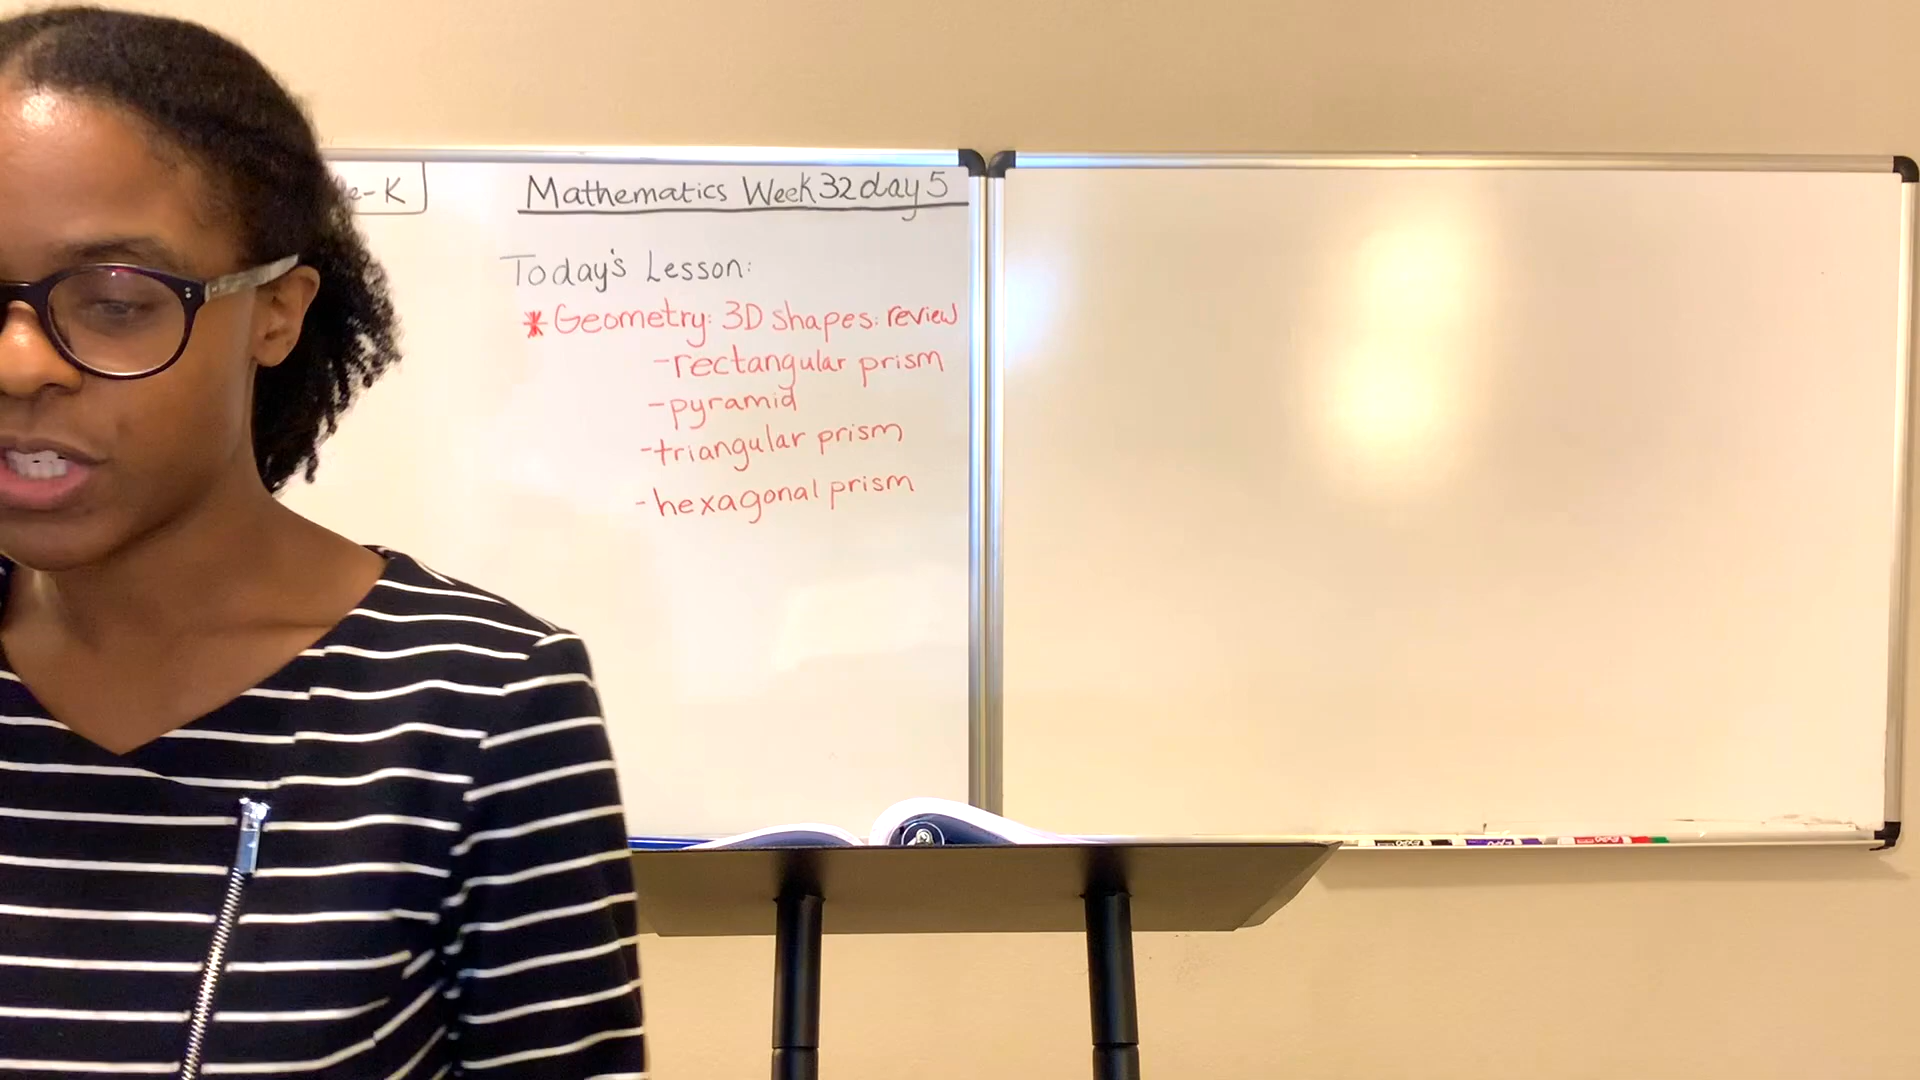 e-K
Mathematics Week 32 day 5
Today's Lesson:
* Geometry: 3D shapes: review
- rectangular prism
- pyramid
- triangular prism
- hexagonal prism